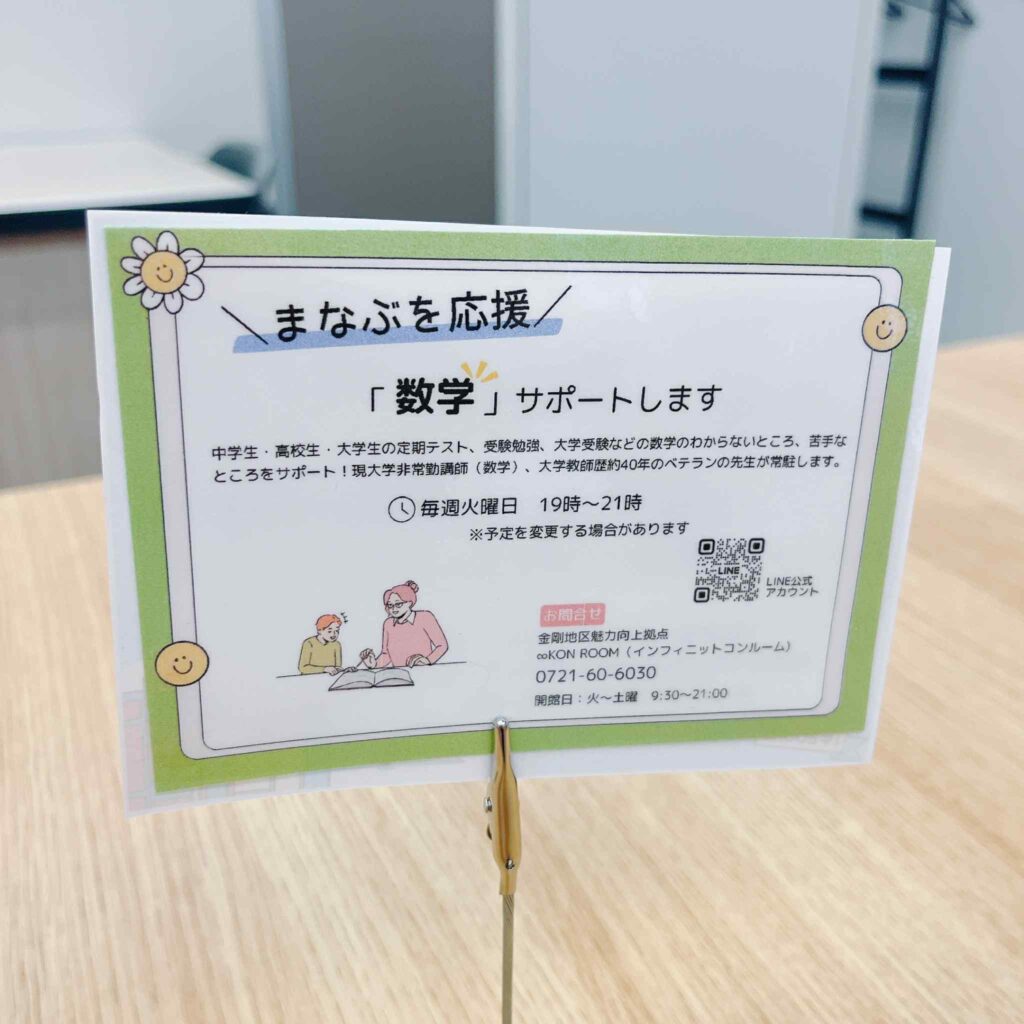 まなぶを応援
「数学」サポートします
中学生・高校生・大学生の定期テスト、受験勉強、大学受験などの数学のわからないところ、苦手な
ところをサポート！現大学非常勤講師（数学）、大学教師歴約40年のベテランの先生が常駐します。
毎週火曜日 19時～21時
※予定を変更する場合があります
LINE
LINE公式
アカウント
お問合せ
金剛地区魅力向上拠点
∞KON ROOM（インフィニットコンルーム）
0721-60-6030
開館日：火～土曜 9:30～21:00